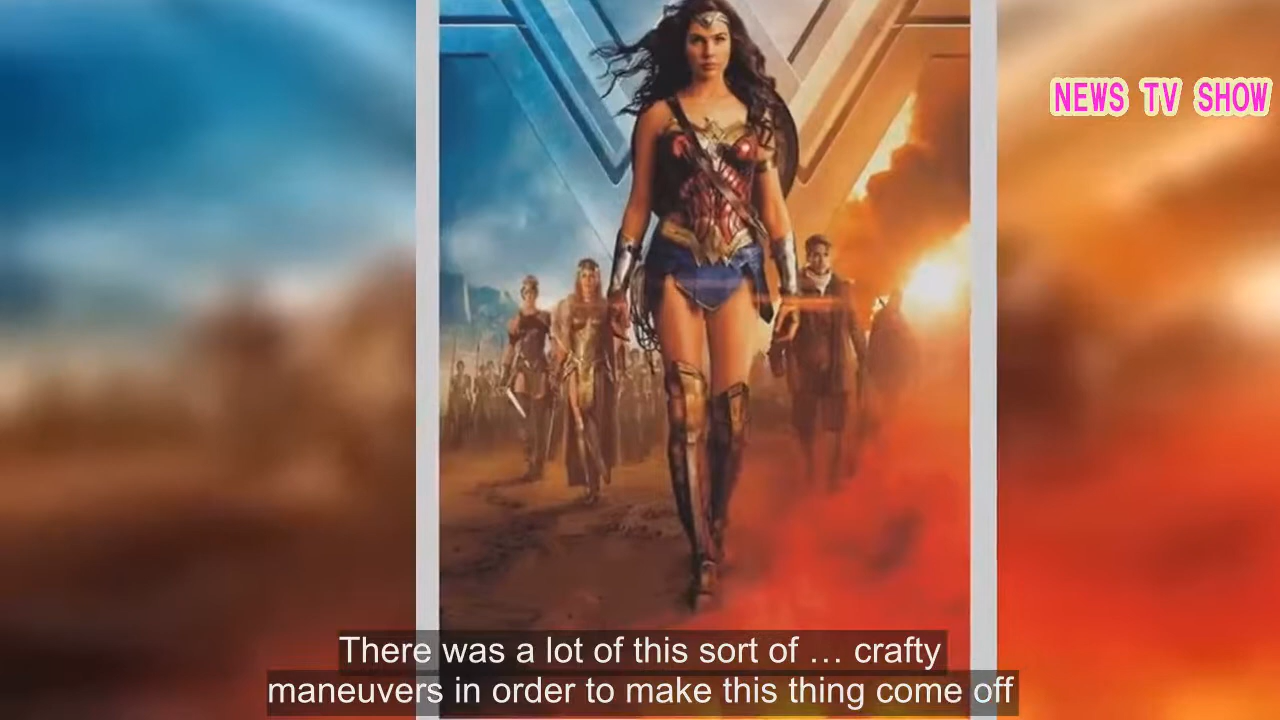 NEWS TV SHOW
There was a lot of this sort of … crafty
maneuvers in order to make this thing come off